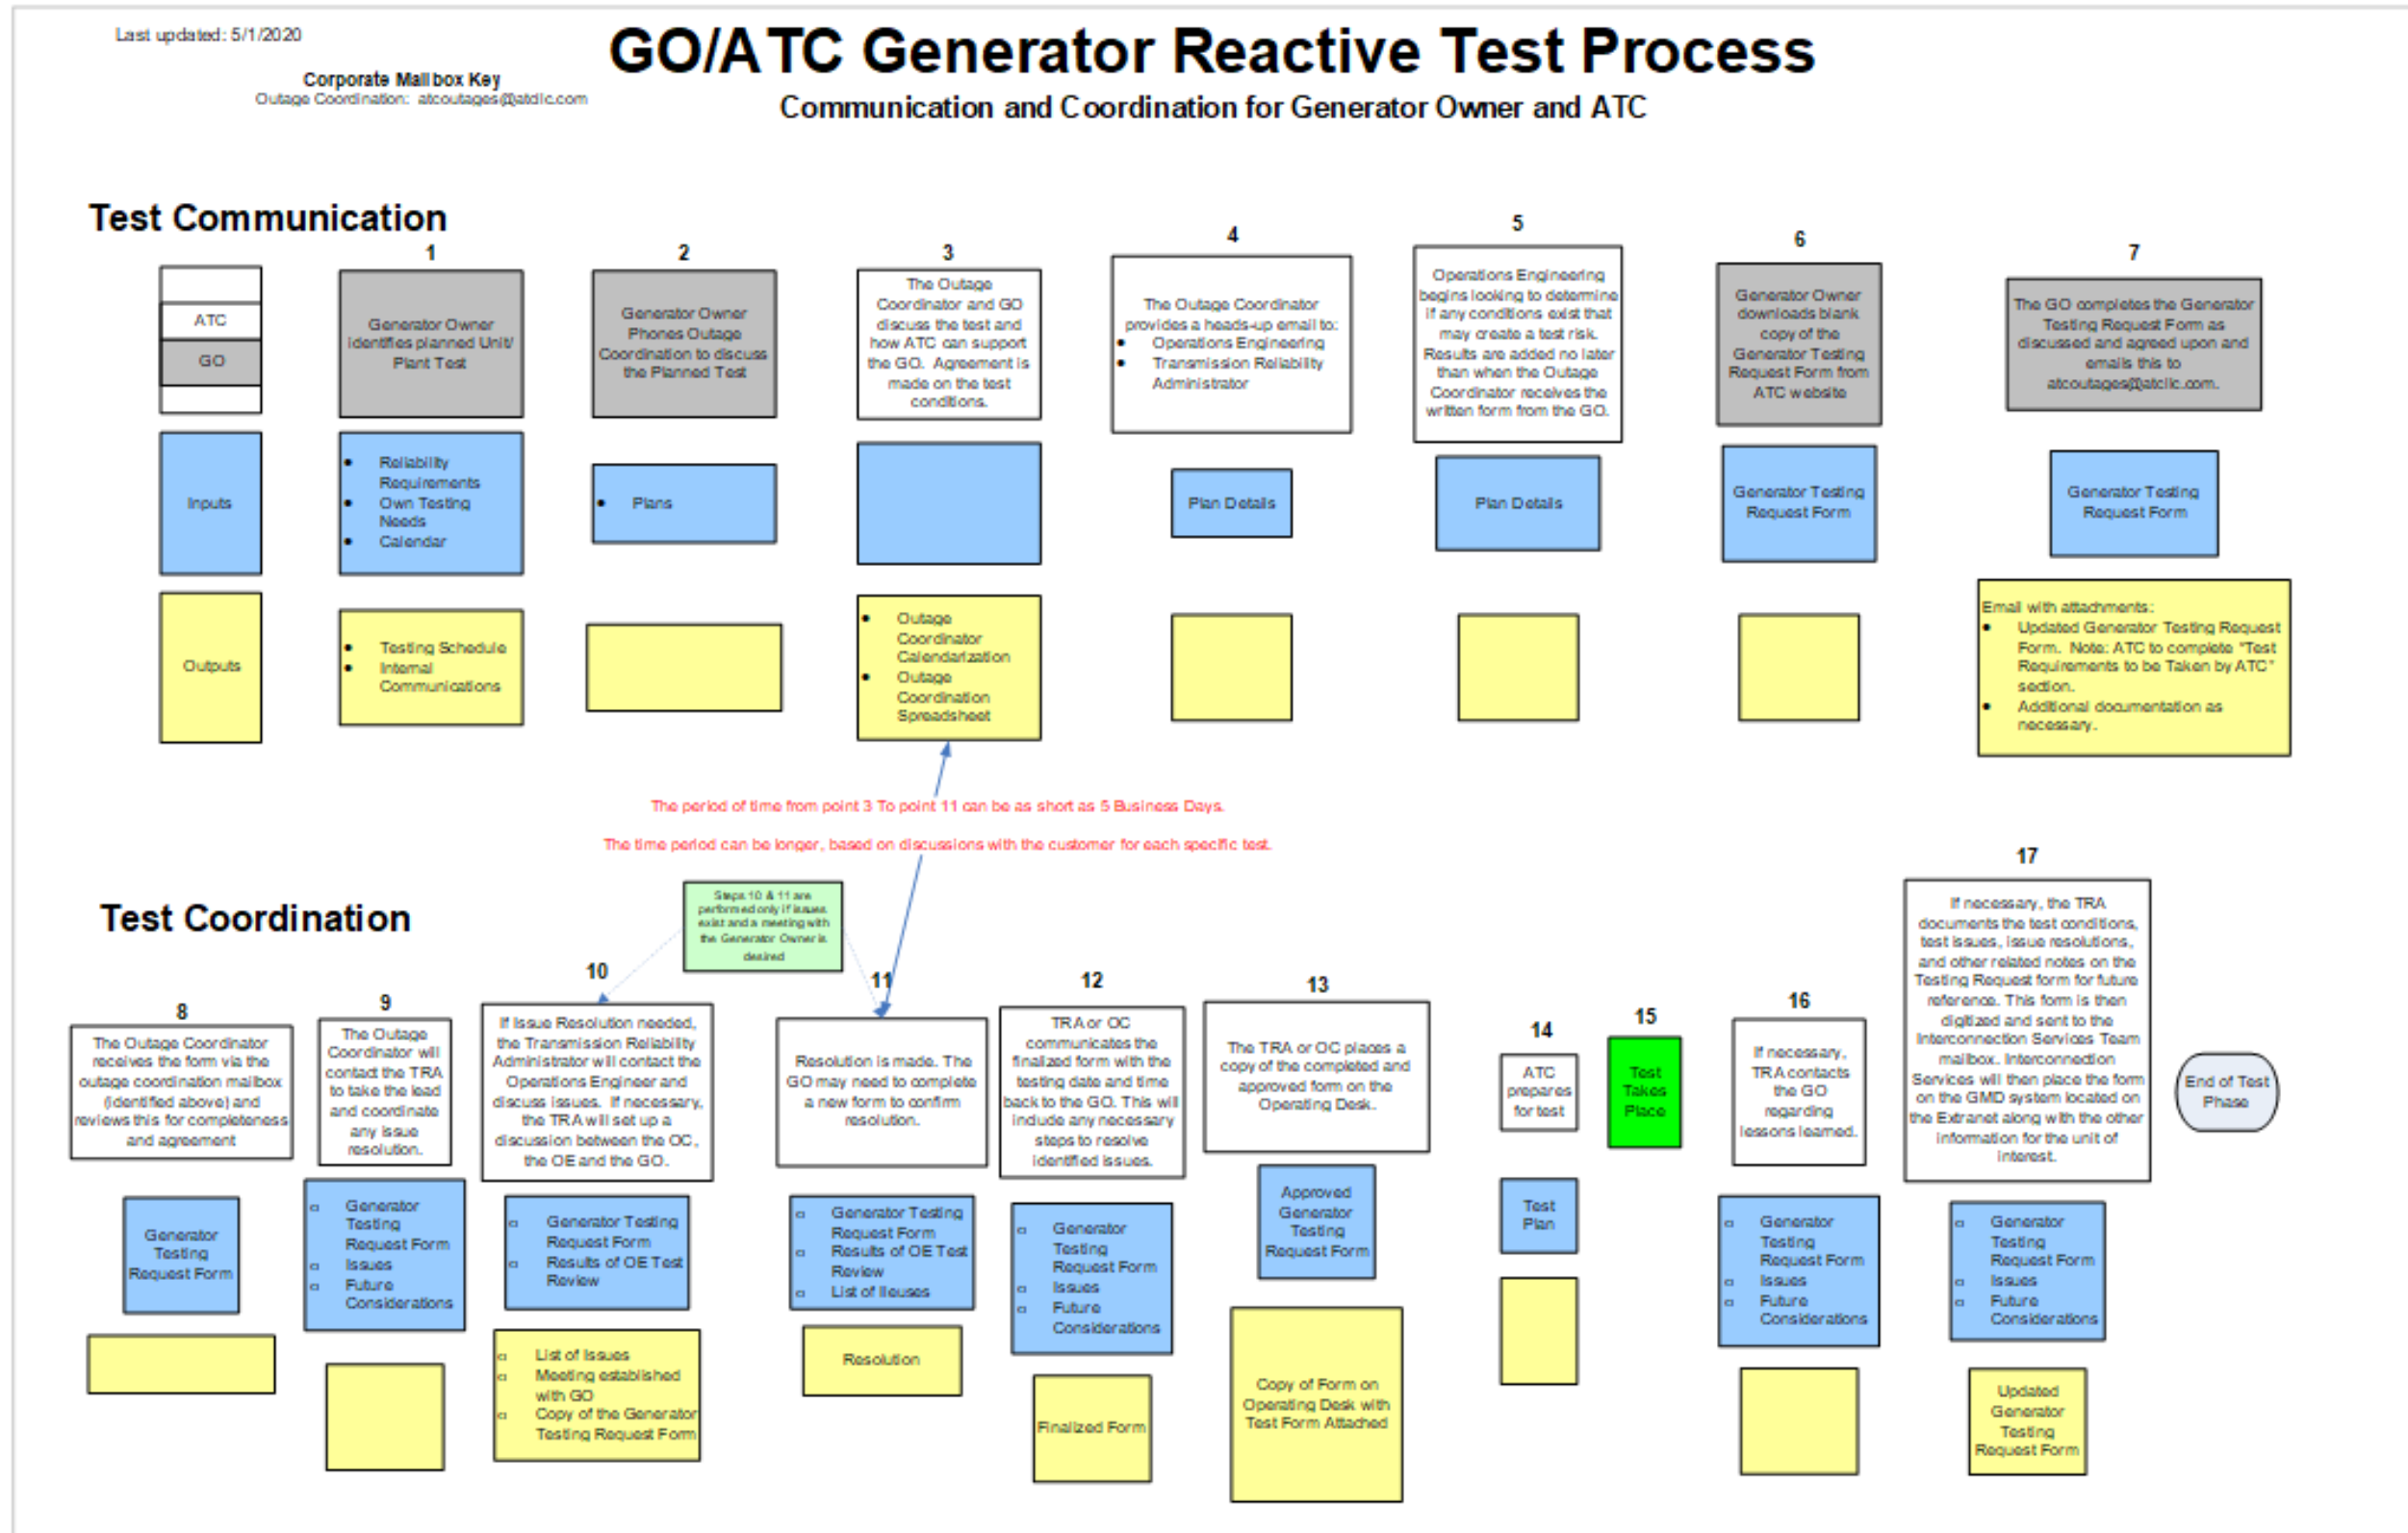 Last updated: 5/1/2020
GO/ATC Generator Reactive Test Process
Corporate Mailbox Key
Outage Coordination: atcoutages@atcllc.com
Communication and Coordination for Generator Owner and ATC
Test Communication
ATC
GO
Inputs
Outputs
1
Generator Owner
identifies planned Unit/
Plant Test
• Reliability
Requirements
• Own Testing
Needs
• Calendar
• Testing Schedule
• Internal
Communications
2
Generator Owner
Phones Outage
Coordination to discuss
the Planned Test
• Plans
3
The Outage
Coordinator and GO
discuss the test and
how ATC can support
the GO. Agreement is
made on the test
conditions.
• Outage
Coordinator
Calendarization
• Outage
Coordination
Spreadsheet
4
The Outage Coordinator
provides a heads-up email to:
• Operations Engineering
• Transmission Reliability
Administrator
Plan Details
5
Operations Engineering
begins looking to determine
if any conditions exist that
may create a test risk.
Results are added no later
than when the Outage
Coordinator receives the
written form from the GO.
Plan Details
6
Generator Owner
downloads blank
copy of the
Generator Testing
Request Form from
ATC website
Generator Testing
Request Form
7
The GO completes the Generator
Testing Request Form as
discussed and agreed upon and
emails this to
atcoutages@atcllc.com.
Generator Testing
Request Form
Email with attachments:
• Updated Generator Testing Request
Form. Note: ATC to complete "Test
Requirements to be Taken by ATC"
section.
• Additional documentation as
necessary.
The period of time from point 3 To point 11 can be as short as 5 Business Days.
The time period can be longer, based on discussions with the customer for each specific test.
Test Coordination
Steps 10 & 11 are
performed only if issues
exist and a meeting with
the Generator Owner is
desired
8
The Outage Coordinator
receives the form via the
outage coordination mailbox
(identified above) and
reviews this for completeness
and agreement
Generator
Testing
Request Form
9
The Outage
Coordinator will
contact the TRA
to take the lead
and coordinate
any issue
resolution.
Generator
Testing
Request Form
Issues
Future
Considerations
10
If Issue Resolution needed,
the Transmission Reliability
Administrator will contact the
Operations Engineer and
discuss issues. If necessary,
the TRA will set up a
discussion between the OC,
the OE and the GO.
Generator Testing
Request Form
Results of OE Test
Review
List of Issues
Meeting established
with GO
Copy of the Generator
Testing Request Form
11
Resolution is made. The
GO may need to complete
a new form to confirm
resolution.
Generator Testing
Request Form
Results of OE Test
Review
List of Ileuses
Resolution
12
TRA or OC
communicates the
finalized form with the
testing date and time
back to the GO. This will
include any necessary
steps to resolve
identified issues.
Generator
Testing
Request Form
Issues
Future
Considerations
Finalized Form
13
The TRA or OC places a
copy of the completed and
approved form on the
Operating Desk.
Approved
Generator
Testing
Request Form
Copy of Form on
Operating Desk with
Test Form Attached
14
ATC
prepares
for test
Test
Plan
15
Test
Takes
Place
16
If necessary,
TRA contacts
the GO
regarding
lessons learned.
Generator
Testing
Request Form
Issues
Future
Considerations
17
If necessary, the TRA
documents the test conditions,
test issues, issue resolutions,
and other related notes on the
Testing Request form for future
reference. This form is then
digitized and sent to the
Interconnection Services Team
mailbox. Interconnection
Services will then place the form
on the GMD system located on
the Extranet along with the other
information for the unit of
interest.
Generator
Testing
Request Form
Issues
Future
Considerations
Updated
Generator
Testing
Request Form
End of Test
Phase